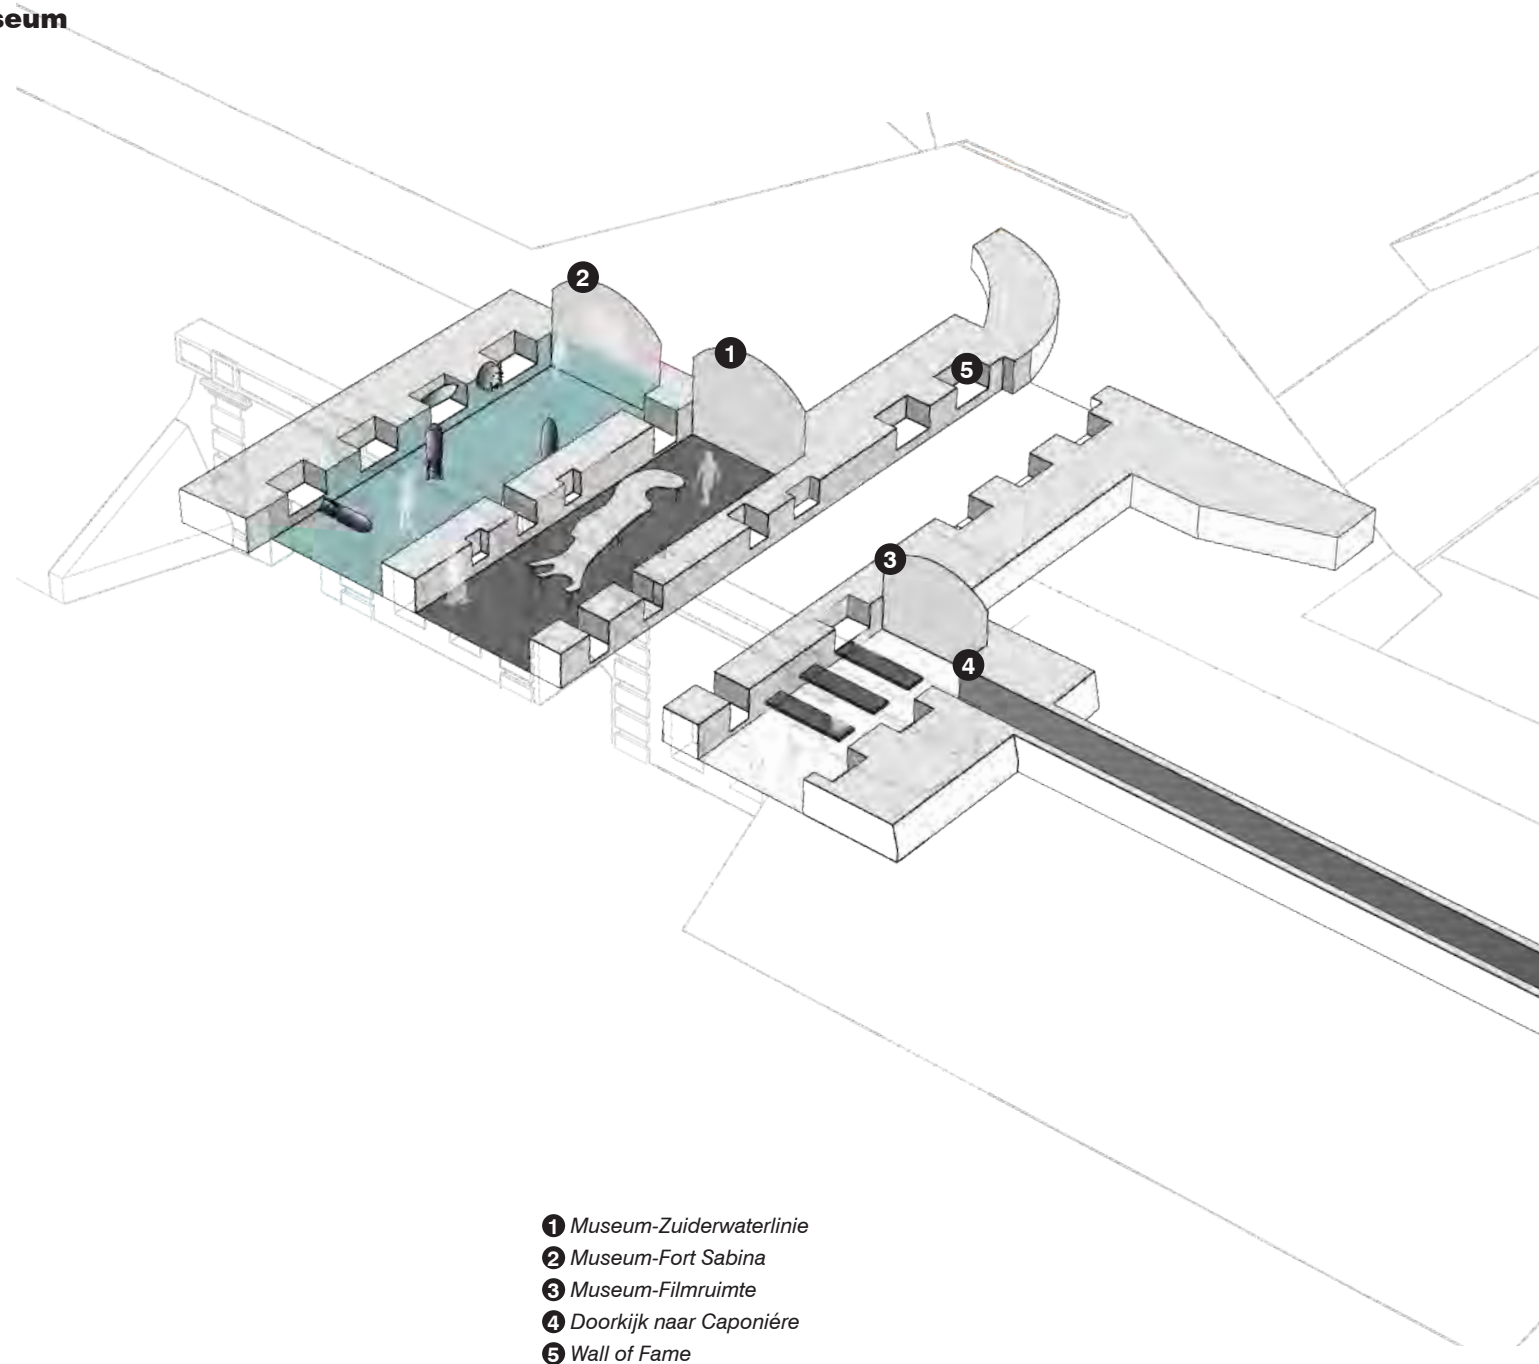 seum
2
1
5
3
4
1 Museum-Zuiderwaterlinie
2 Museum-Fort Sabina
3 Museum-Filmruimte
4 Doorkijk naar Caponiére
5 Wall of Fame